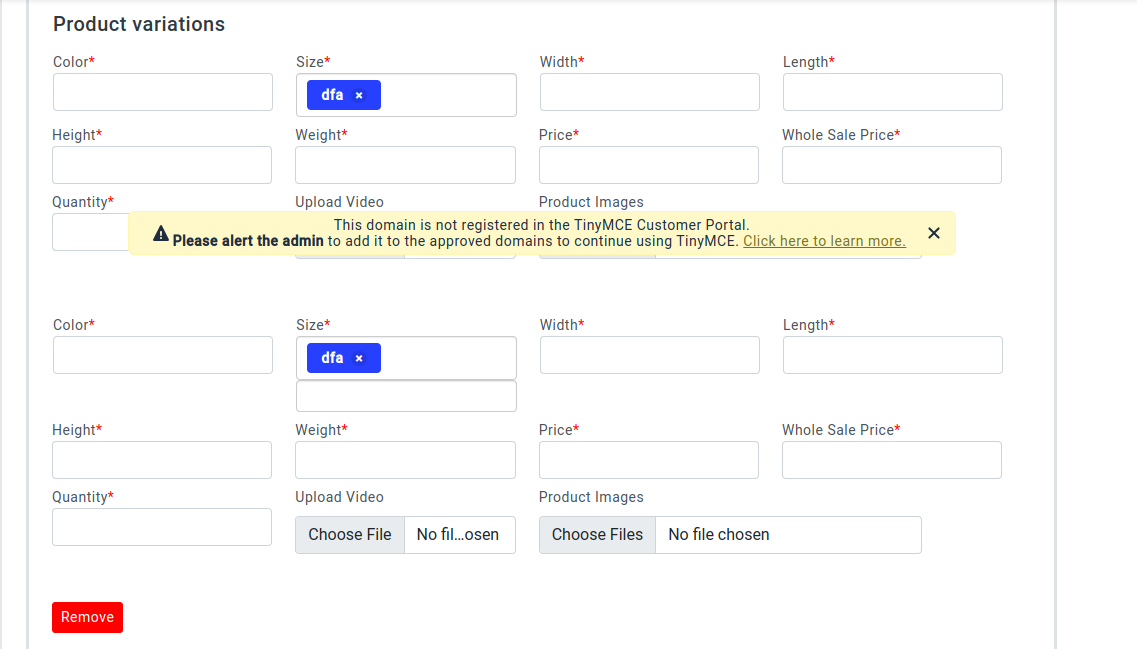 Product variations
Color* Size* Width* Length*
dfa ×
Height* Weight* Price* Whole Sale Price*
Quantity* Upload Video Product Images
This domain is not registered in the TinyMCE Customer Portal.
Please alert the admin to add it to the approved domains to continue using TinyMCE. Click here to learn more.
Color* Size* Width* Length*
dfa ×
Height* Weight* Price* Whole Sale Price*
Quantity* Upload Video Product Images
Choose File No fil...osen Choose Files No file chosen
Remove